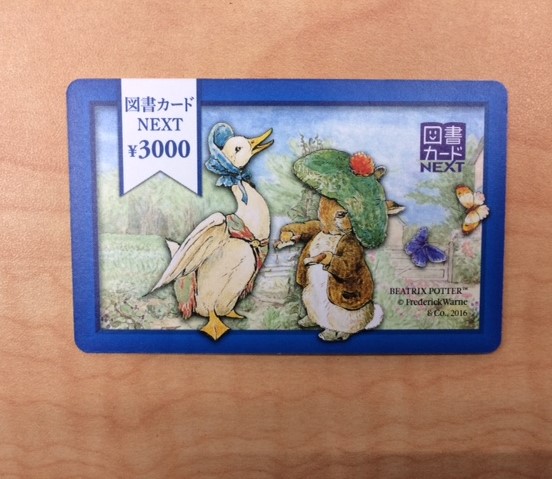 図書カード
NEXT
¥3000
図書
カード
NEXT
BEATRIX POTTER™
© Frederick Warne
& Co., 2016